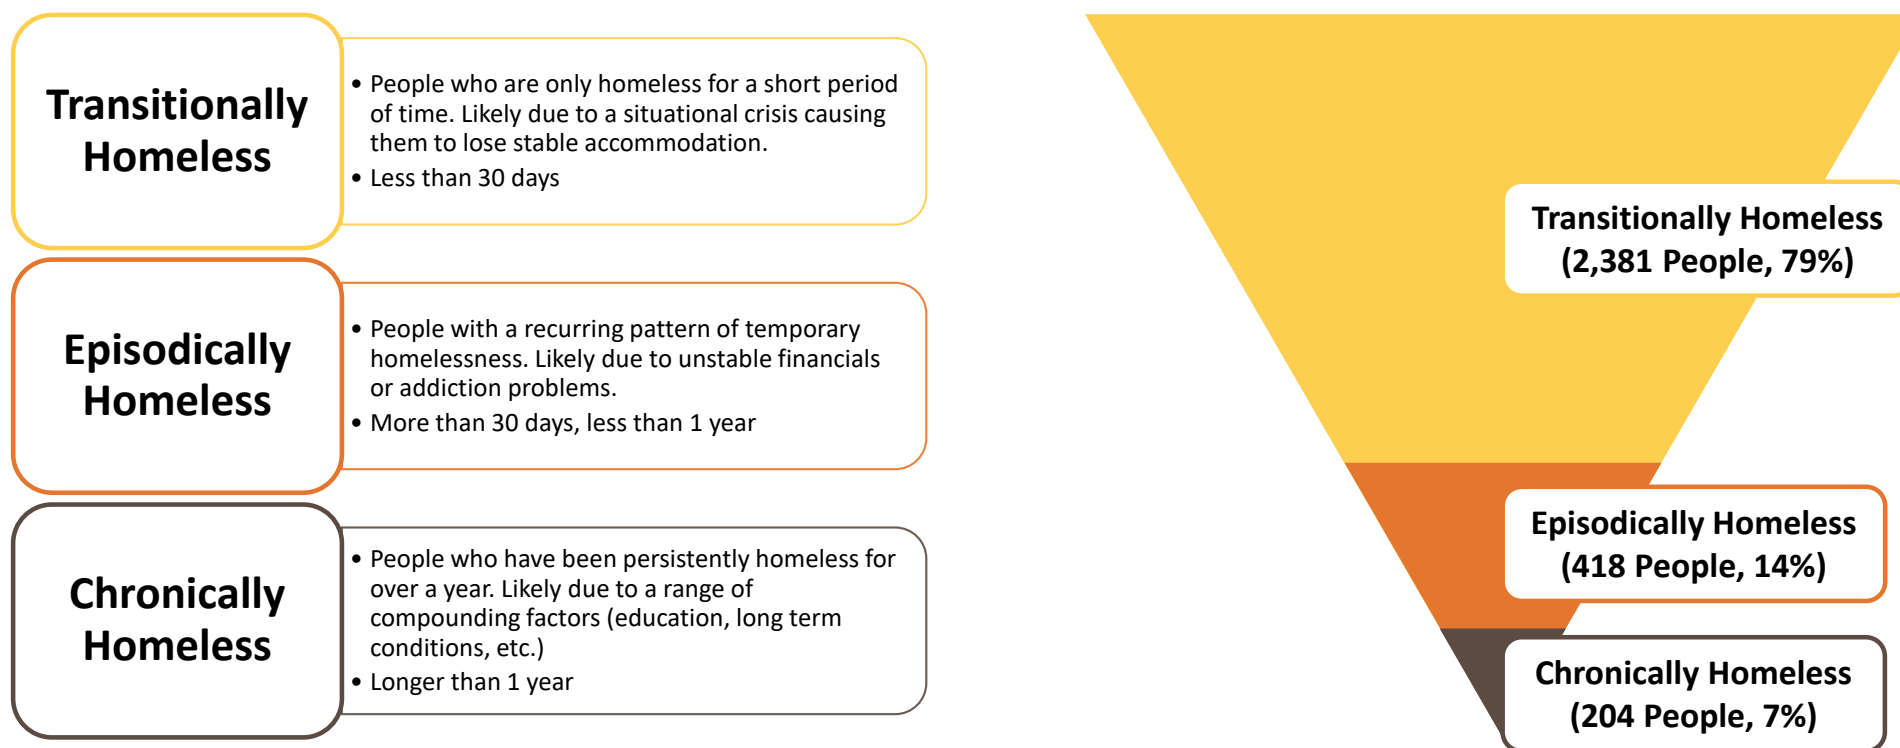 Transitionally
Homeless
• People who are only homeless for a short period
of time. Likely due to a situational crisis causing
them to lose stable accommodation.
• Less than 30 days
Episodically
Homeless
• People with a recurring pattern of temporary
homelessness. Likely due to unstable financials
or addiction problems.
• More than 30 days, less than 1 year
Chronically
Homeless
• People who have been persistently homeless for
over a year. Likely due to a range of
compounding factors (education, long term
conditions, etc.)
• Longer than 1 year
Transitionally Homeless
(2,381 People, 79%)
Episodically Homeless
(418 People, 14%)
Chronically Homeless
(204 People, 7%)